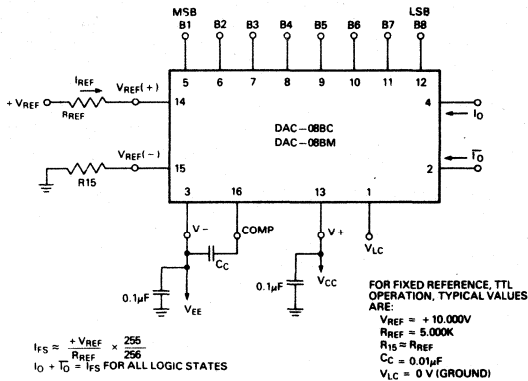 MSB LSB
B1 B2 B3 B4 B5 B6 B7 B8
5 6 7 8 9 10 11 12
IREF
VREF(+)
+ VREF
RREF
14
4
IO
DAC-08BC
DAC-08BM
VREF(-)
R15
15
2
IO
3 16 13 1
V- COMP V+
CC
VLC
0.1µF
VEE
0.1µF
VCC
FOR FIXED REFERENCE, TTL
OPERATION, TYPICAL VALUES
ARE:
VREF = + 10.000V
RREF = 5.000K
R15 ≈ RREF
CC = 0.01µF
VLC = 0 V (GROUND)
IFS ≈ + VREF / RREF × 255 / 256
IO + IO = IFS FOR ALL LOGIC STATES